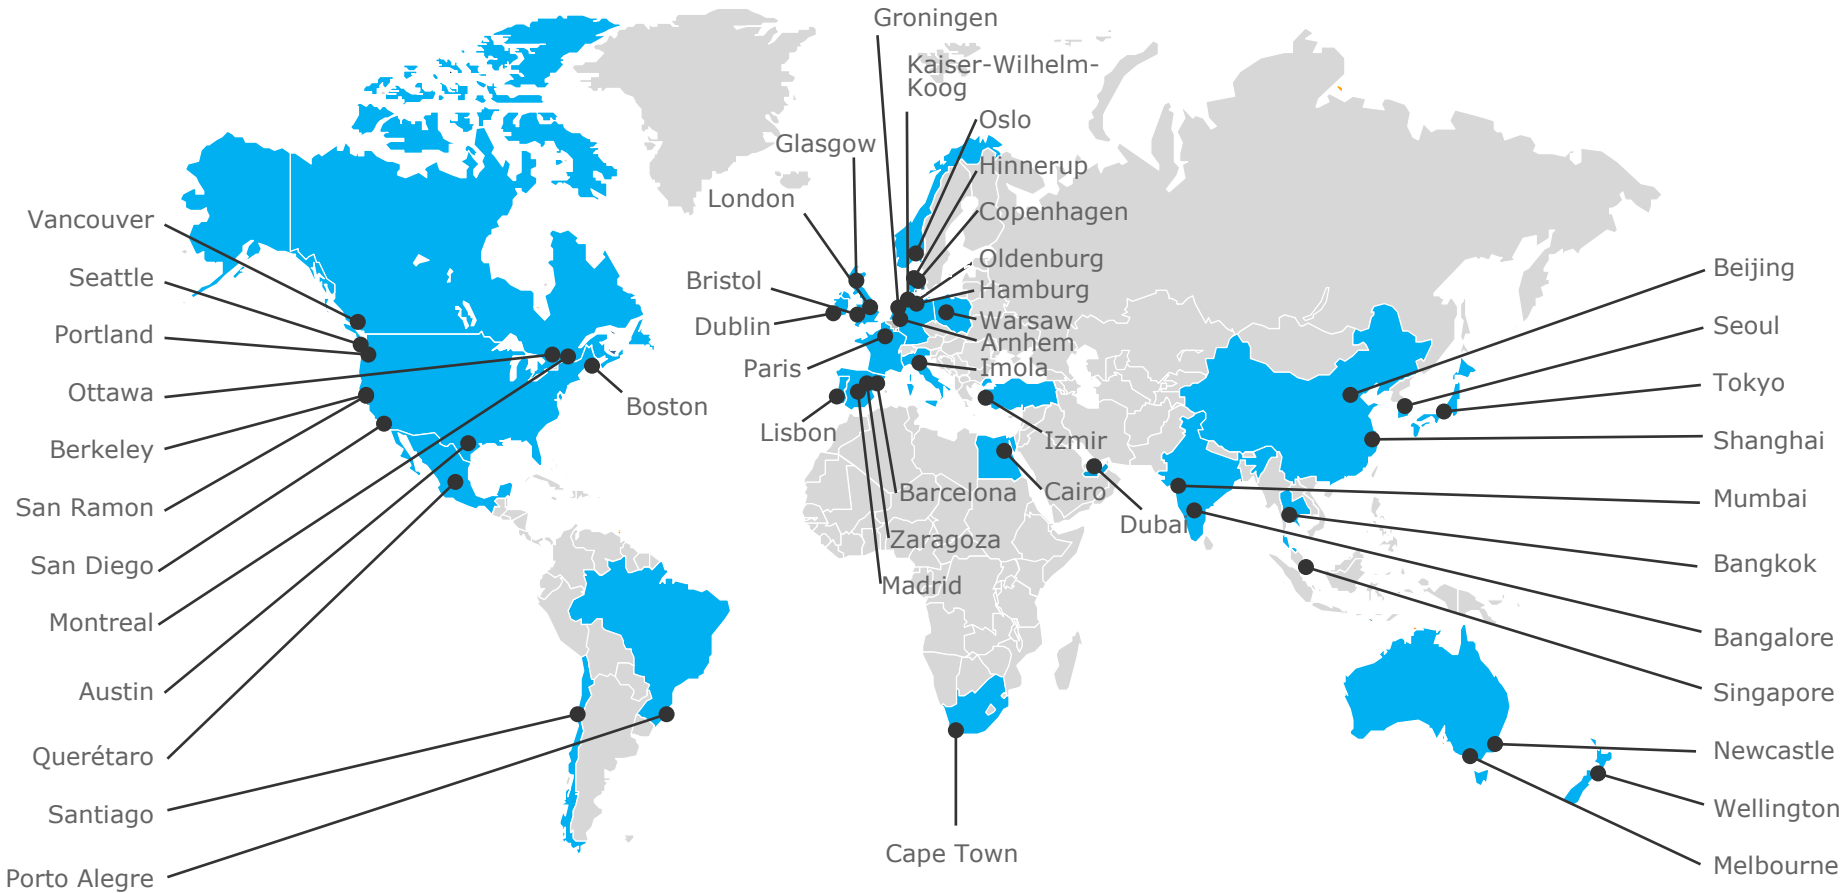 Groningen
Kaiser-Wilhelm-
Koog
Oslo
Glasgow
Hinnerup
London
Copenhagen
Vancouver
Oldenburg
Seattle
Bristol
Hamburg
Dublin
Warsaw
Portland
Arnhem
Paris
Imola
Ottawa
Boston
Lisbon
Izmir
Berkeley
Barcelona
Cairo
San Ramon
Dubai
Zaragoza
San Diego
Madrid
Montreal
Austin
Querétaro
Santiago
Porto Alegre
Cape Town
Beijing
Seoul
Tokyo
Shanghai
Mumbai
Bangkok
Bangalore
Singapore
Newcastle
Wellington
Melbourne